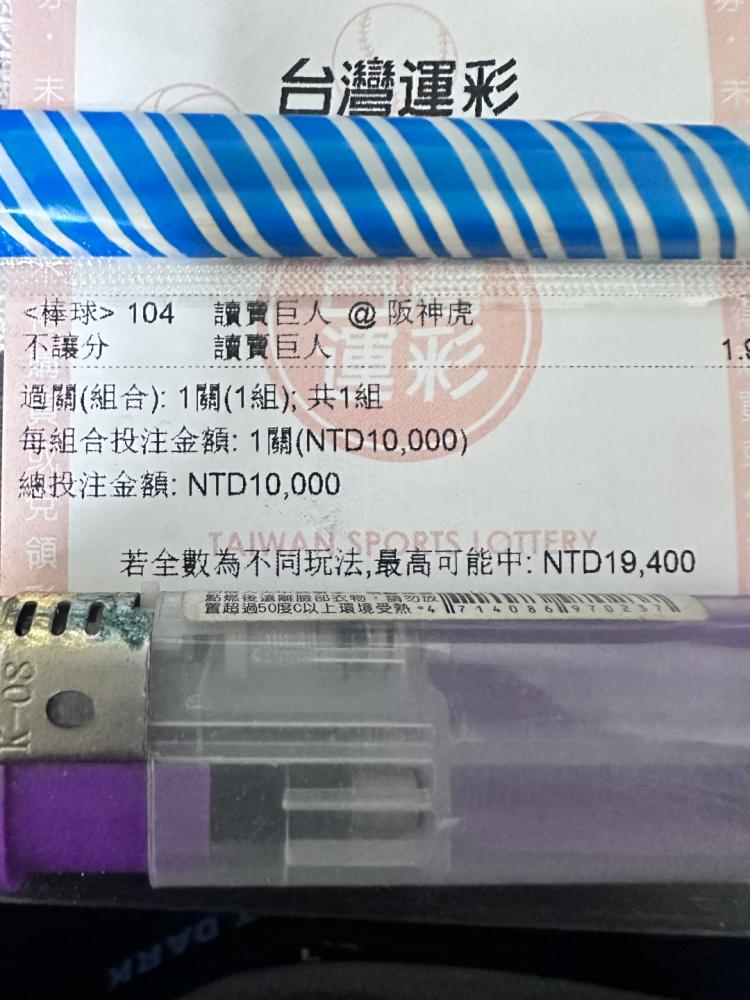 台灣運彩
<棒球> 104 讀賣巨人 @ 阪神虎
不讓分 讀賣巨人 1.9
過關(組合): 1關(1組); 共1組
每組合投注金額: 1關(NTD10,000)
總投注金額: NTD10,000
TAIWAN SPORTS LOTTERY
若全數為不同玩法,最高可能中: NTD19,400
點燃後遠離臉部衣物，請勿放
置超過50度C以上環境受熱。
4 714086 970237
K-08
DARK